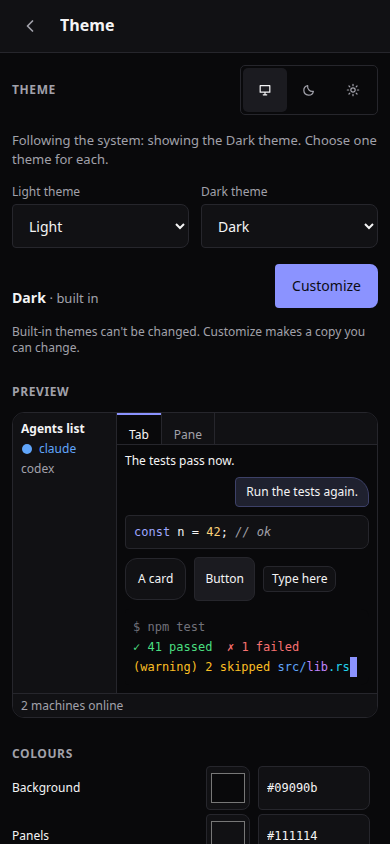 Theme
THEME
Following the system: showing the Dark theme. Choose one
theme for each.
Light theme
Dark theme
Light
Dark
Dark · built in
Customize
Built-in themes can't be changed. Customize makes a copy you
can change.
PREVIEW
Agents list
claude
codex
Tab
Pane
The tests pass now.
Run the tests again.
const n = 42; // ok
A card
Button
Type here
$ npm test
✓ 41 passed ✗ 1 failed
(warning) 2 skipped src/lib.rs
2 machines online
COLOURS
Background
#09090b
Panels
#111114